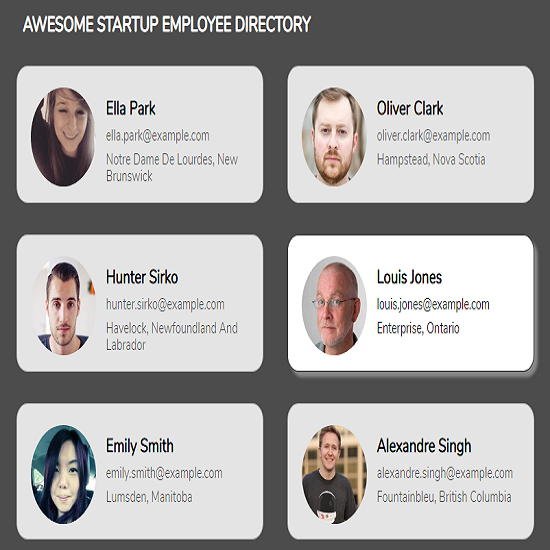 AWESOME STARTUP EMPLOYEE DIRECTORY
Ella Park
ella.park@example.com
Notre Dame De Lourdes, New
Brunswick
Oliver Clark
oliver.clark@example.com
Hampstead, Nova Scotia
Hunter Sirko
hunter.sirko@example.com
Havelock, Newfoundland And
Labrador
Louis Jones
louis.jones@example.com
Enterprise, Ontario
Emily Smith
emily.smith@example.com
Lumsden, Manitoba
Alexandre Singh
alexandre.singh@example.com
Fountainbleu, British Columbia